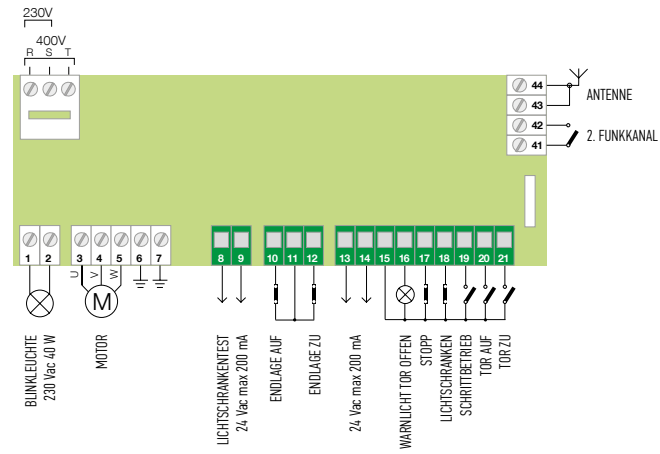 230V
400V
R S T
44
43
42
41
ANTENNE
2. FUNKKANAL
1 2 3 4 5 6 7 8 9 10 11 12 13 14 15 16 17 18 19 20 21
U V W
M
BLINKLEUCHTE
230 Vac 40 W
MOTOR
LICHTSCHRANKENTEST
24 Vac max 200 mA
ENDLAGE AUF
ENDLAGE ZU
24 Vac max 200 mA
WARNLICHT TOR OFFEN
STOPP
LICHTSCHRANKEN
SCHRITTBETRIEB
TOR AUF
TOR ZU